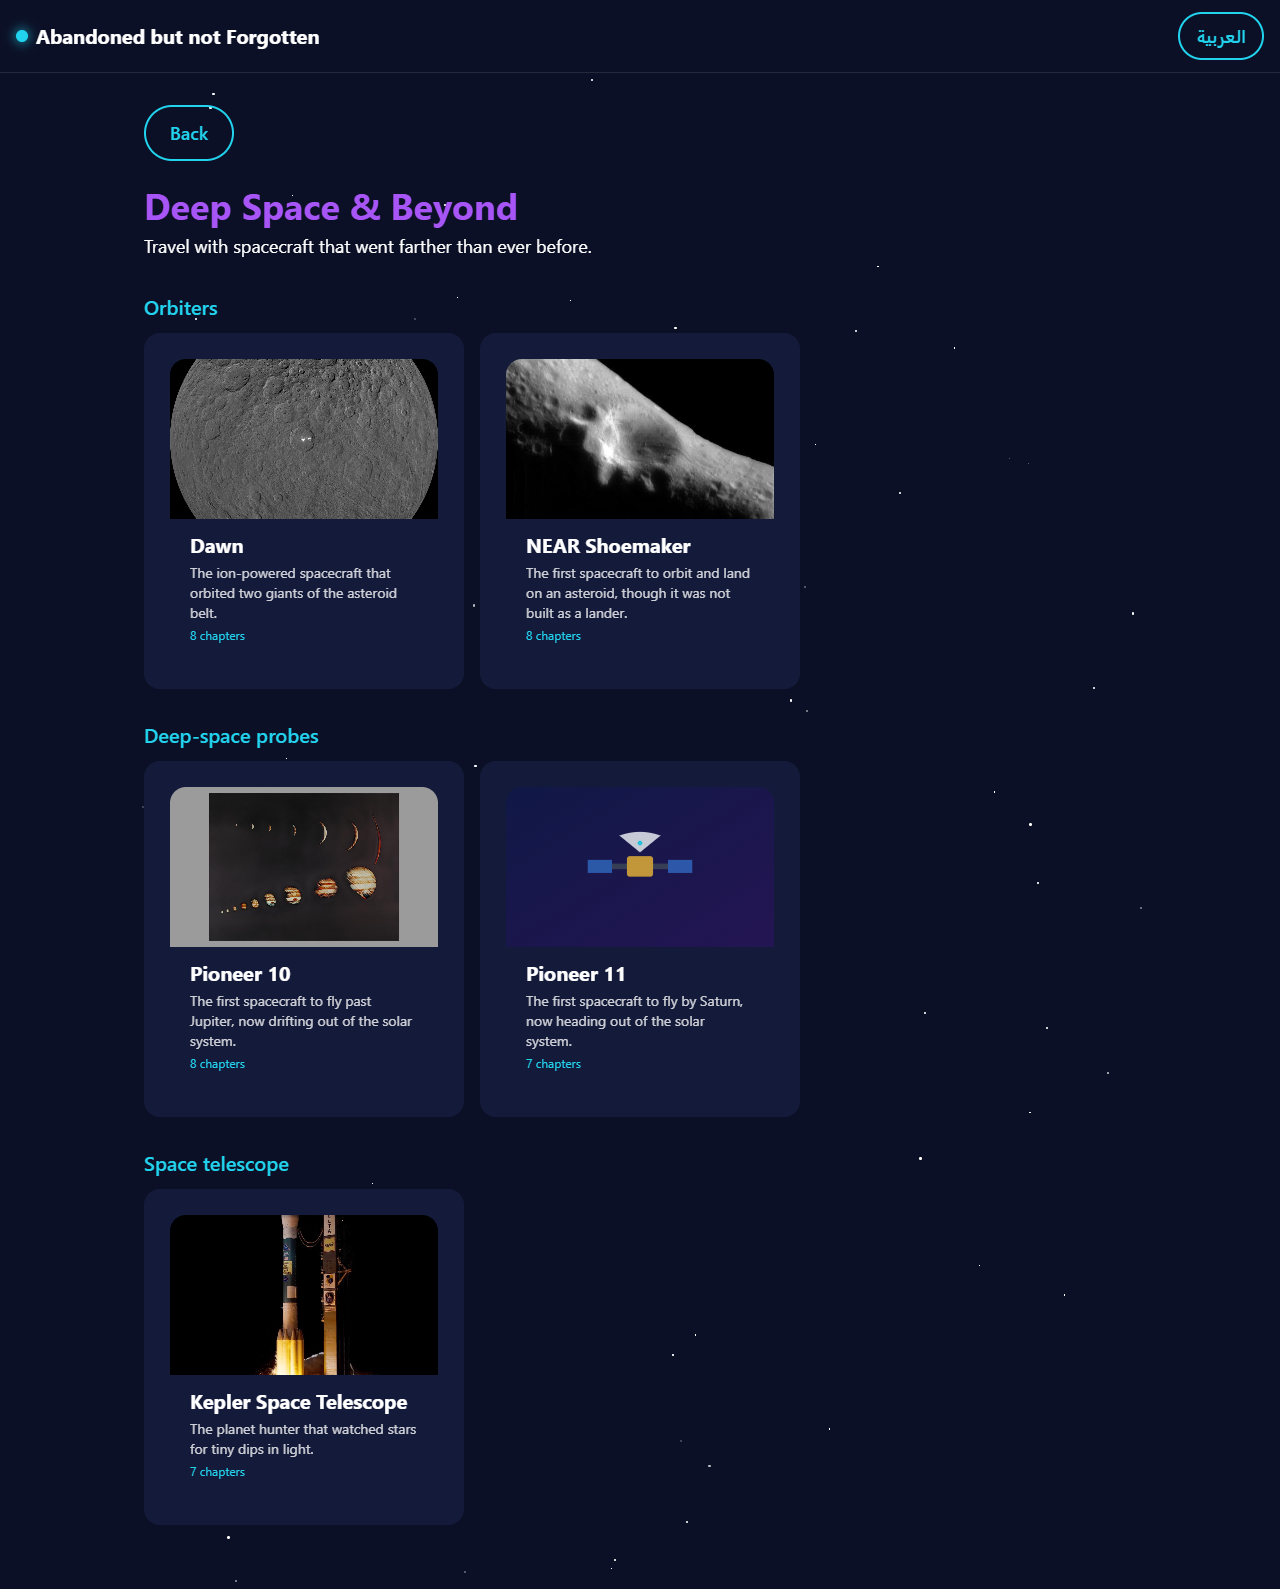 Abandoned but not Forgotten
العربية
Back
Deep Space & Beyond
Travel with spacecraft that went farther than ever before.
Orbiters
Dawn
The ion-powered spacecraft that
orbited two giants of the asteroid
belt.
8 chapters
NEAR Shoemaker
The first spacecraft to orbit and land
on an asteroid, though it was not
built as a lander.
8 chapters
Deep-space probes
Pioneer 10
The first spacecraft to fly past
Jupiter, now drifting out of the solar
system.
8 chapters
Pioneer 11
The first spacecraft to fly by Saturn,
now heading out of the solar
system.
7 chapters
Space telescope
Kepler Space Telescope
The planet hunter that watched stars
for tiny dips in light.
7 chapters